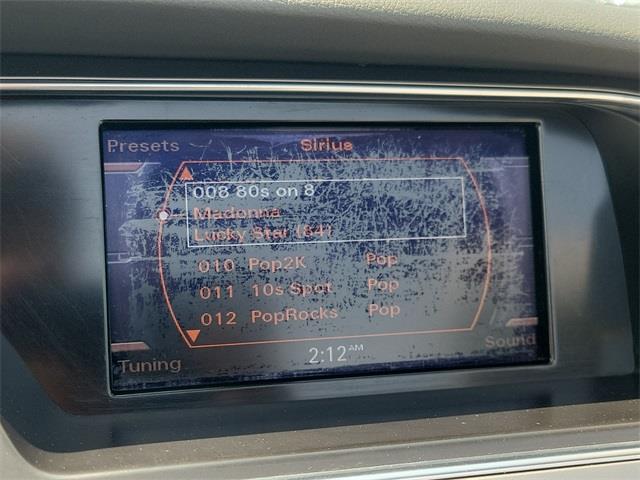 Presets Sirius
008 80s on 8
Madonna
Lucky Star (84)
010 Pop2K Pop
011 10s Spot Pop
012 PopRocks Pop
Tuning 2:12 AM Sound